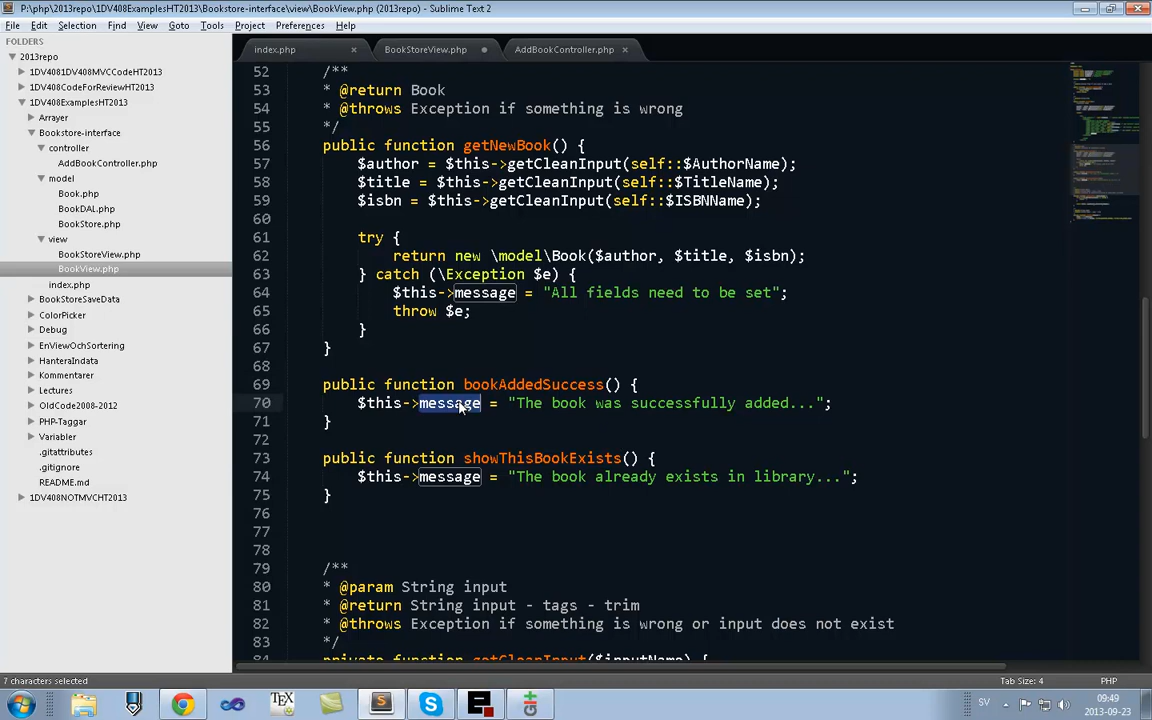 P:\php\2013repo\1DV408ExamplesHT2013\Bookstore-interface\view\BookView.php (2013repo) - Sublime Text 2
File Edit Selection Find View Goto Tools Project Preferences Help
FOLDERS
2013repo
1DV4081DV408MVCCodeHT2013
1DV408CodeForReviewHT2013
1DV408ExamplesHT2013
Arrayer
Bookstore-interface
controller
AddBookController.php
model
Book.php
BookDAL.php
BookStore.php
view
BookStoreView.php
BookView.php
index.php
BookStoreSaveData
ColorPicker
Debug
EnViewOchSortering
HanteraIndata
Kommentarer
Lectures
OldCode2008-2012
PHP-Taggar
Variabler
.gitattributes
.gitignore
README.md
1DV408NOTMVCHT2013
index.php BookStoreView.php AddBookController.php
52 /**
53 * @return Book
54 * @throws Exception if something is wrong
55 */
56 public function getNewBook() {
57 $author = $this->getCleanInput(self::$AuthorName);
58 $title = $this->getCleanInput(self::$TitleName);
59 $isbn = $this->getCleanInput(self::$ISBNName);
60
61 try {
62 return new \model\Book($author, $title, $isbn);
63 } catch (\Exception $e) {
64 $this->message = "All fields need to be set";
65 throw $e;
66 }
67 }
68
69 public function bookAddedSuccess() {
70 $this->message = "The book was successfully added...";
71 }
72
73 public function showThisBookExists() {
74 $this->message = "The book already exists in library...";
75 }
76
77
78
79 /**
80 * @param String input
81 * @return String input - tags - trim
82 * @throws Exception if something is wrong or input does not exist
83 */
84 private function getCleanInput($inputName) {
7 characters selected Tab Size: 4 PHP
SV 09:49
2013-09-23